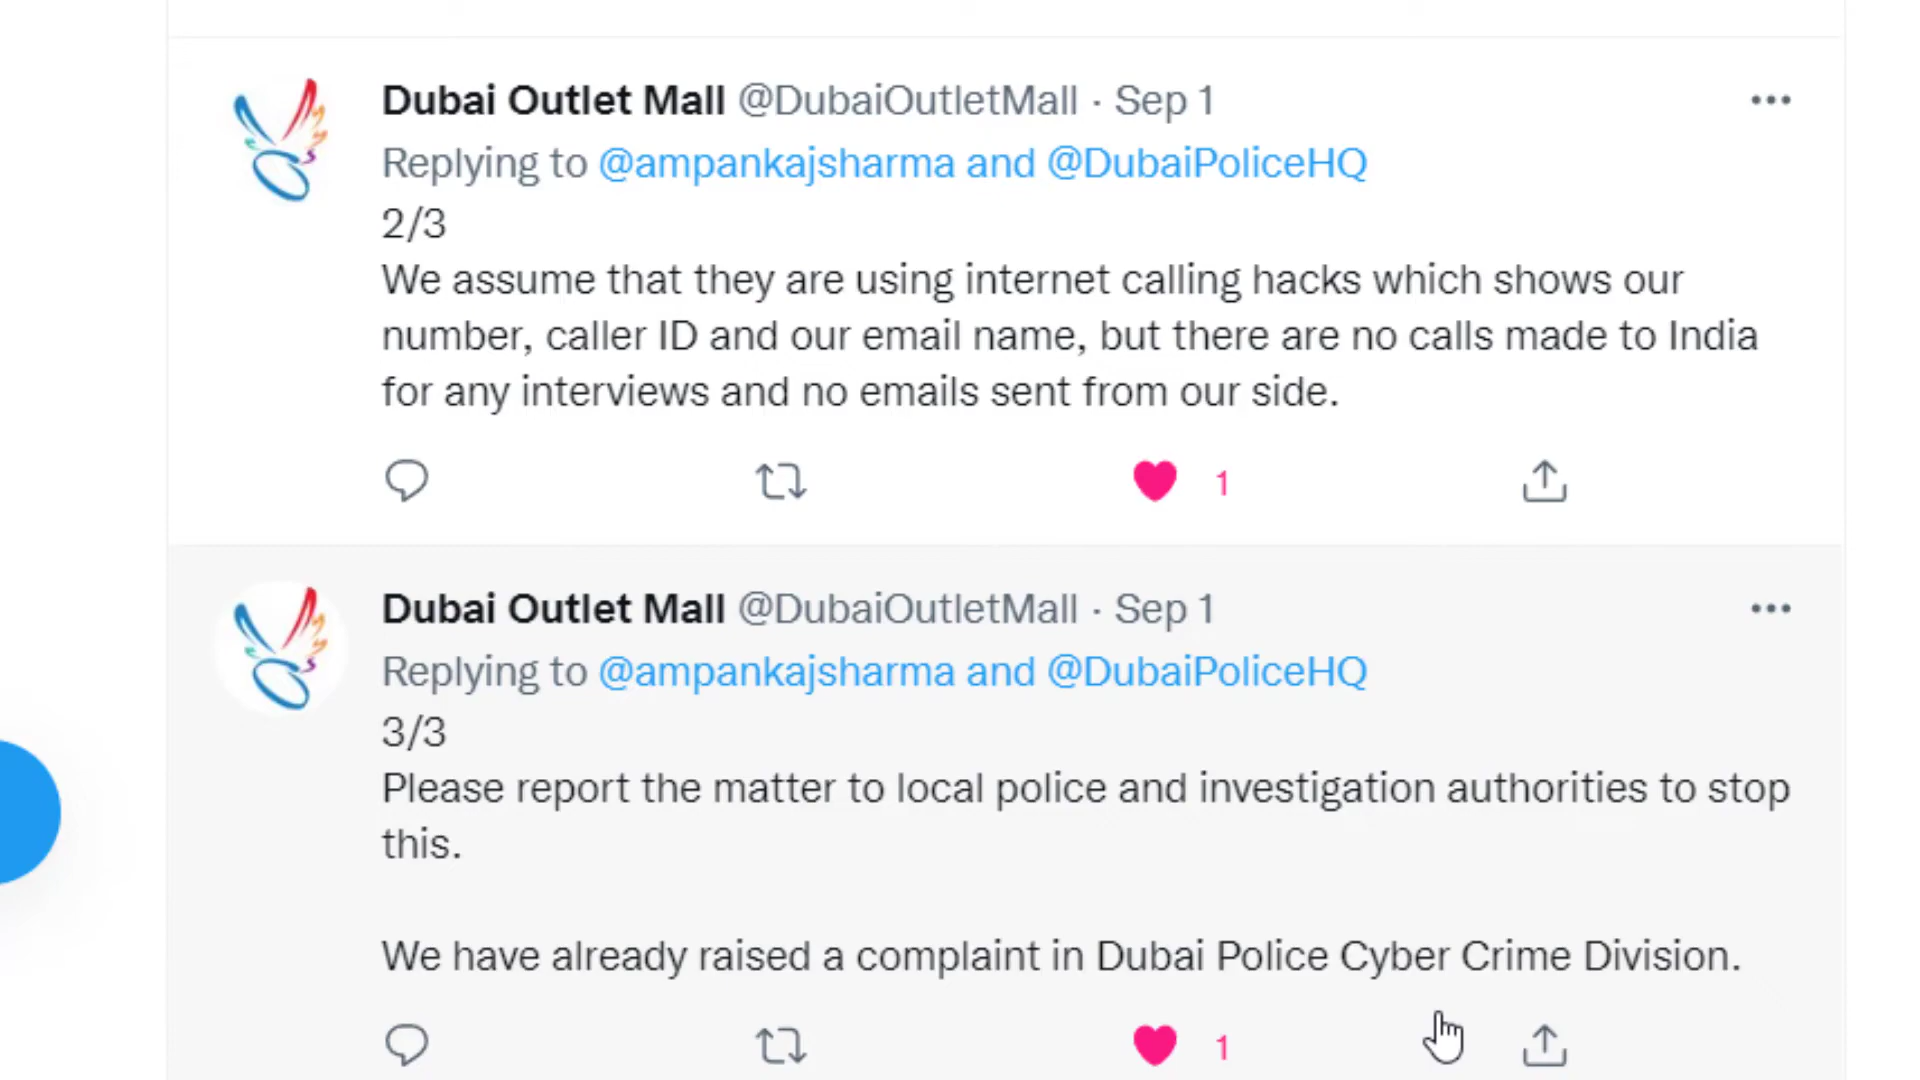 Dubai Outlet Mall @DubaiOutletMall · Sep 1
Replying to @ampankajsharma and @DubaiPoliceHQ
2/3
We assume that they are using internet calling hacks which shows our
number, caller ID and our email name, but there are no calls made to India
for any interviews and no emails sent from our side.
1
Dubai Outlet Mall @DubaiOutletMall · Sep 1
Replying to @ampankajsharma and @DubaiPoliceHQ
3/3
Please report the matter to local police and investigation authorities to stop
this.
We have already raised a complaint in Dubai Police Cyber Crime Division.
1